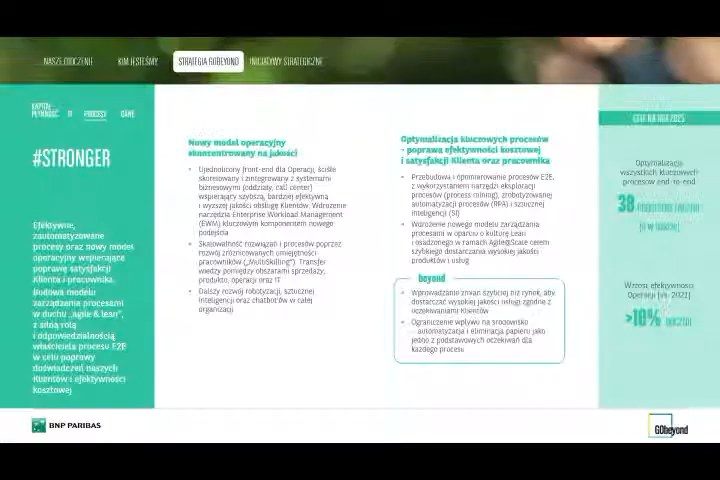 NASZE OTOCZENIE
KIM JESTEŚMY
STRATEGIA GOBEYOND
INICJATYWY STRATEGICZNE
KAPITAŁ
PŁYNNOŚĆ IT PROCESY DANE
#STRONGER
Efektywne,
zautomatyzowane
procesy oraz nowy model
operacyjny wspierające
poprawę satysfakcji
Klienta i pracownika.
Budowa modelu
zarządzania procesami
w duchu „agile & lean”,
z silną rolą
i odpowiedzialnością
właściciela procesu E2E
w celu poprawy
doświadczeń naszych
Klientów i efektywności
kosztowej
Nowy model operacyjny
skoncentrowany na jakości
• Ujednolicony front-end dla Operacji, ściśle
skorelowany i zintegrowany z systemami
biznesowymi (oddziały, call center)
wspierający szybszą, bardziej efektywną
i wyższej jakości obsługę Klientów. Wdrożenie
narzędzia Enterprise Workload Management
(EWM) kluczowym komponentem nowego
podejścia
• Skalowalność rozwiązań i procesów poprzez
rozwój zróżnicowanych umiejętności
pracowników („MultiSkilling”). Transfer
wiedzy pomiędzy obszarami sprzedaży,
produktu, operacji oraz IT
• Dalszy rozwój robotyzacji, sztucznej
inteligencji oraz chatbot'ów w całej
organizacji
Optymalizacja kluczowych procesów
- poprawa efektywności kosztowej
i satysfakcji Klienta oraz pracownika
• Przebudowa i opomiarowanie procesów E2E,
z wykorzystaniem narzędzi eksploracji
procesów (process mining), zrobotyzowanej
automatyzacji procesów (RPA) i sztucznej
inteligencji (SI)
• Wdrożenie nowego modelu zarządzania
procesami w oparciu o kulturę Lean
i osadzonego w ramach Agile@Scale celem
szybkiego dostarczania wysokiej jakości
produktów i usług
beyond
• Wprowadzanie zmian szybciej niż rynek, aby
dostarczać wysokiej jakości usługi zgodne z
oczekiwaniami Klientów
• Ograniczenie wpływu na środowisko
– automatyzacja i eliminacja papieru jako
jedno z podstawowych oczekiwań dla
każdego procesu
CELE NA ROK 2025
Optymalizacja
wszystkich kluczowych
procesów end-to-end
38
Wzrost efektywności
Operacji [vs. 2021]
>10% ROCZNIE
BNP PARIBAS
GObeyond